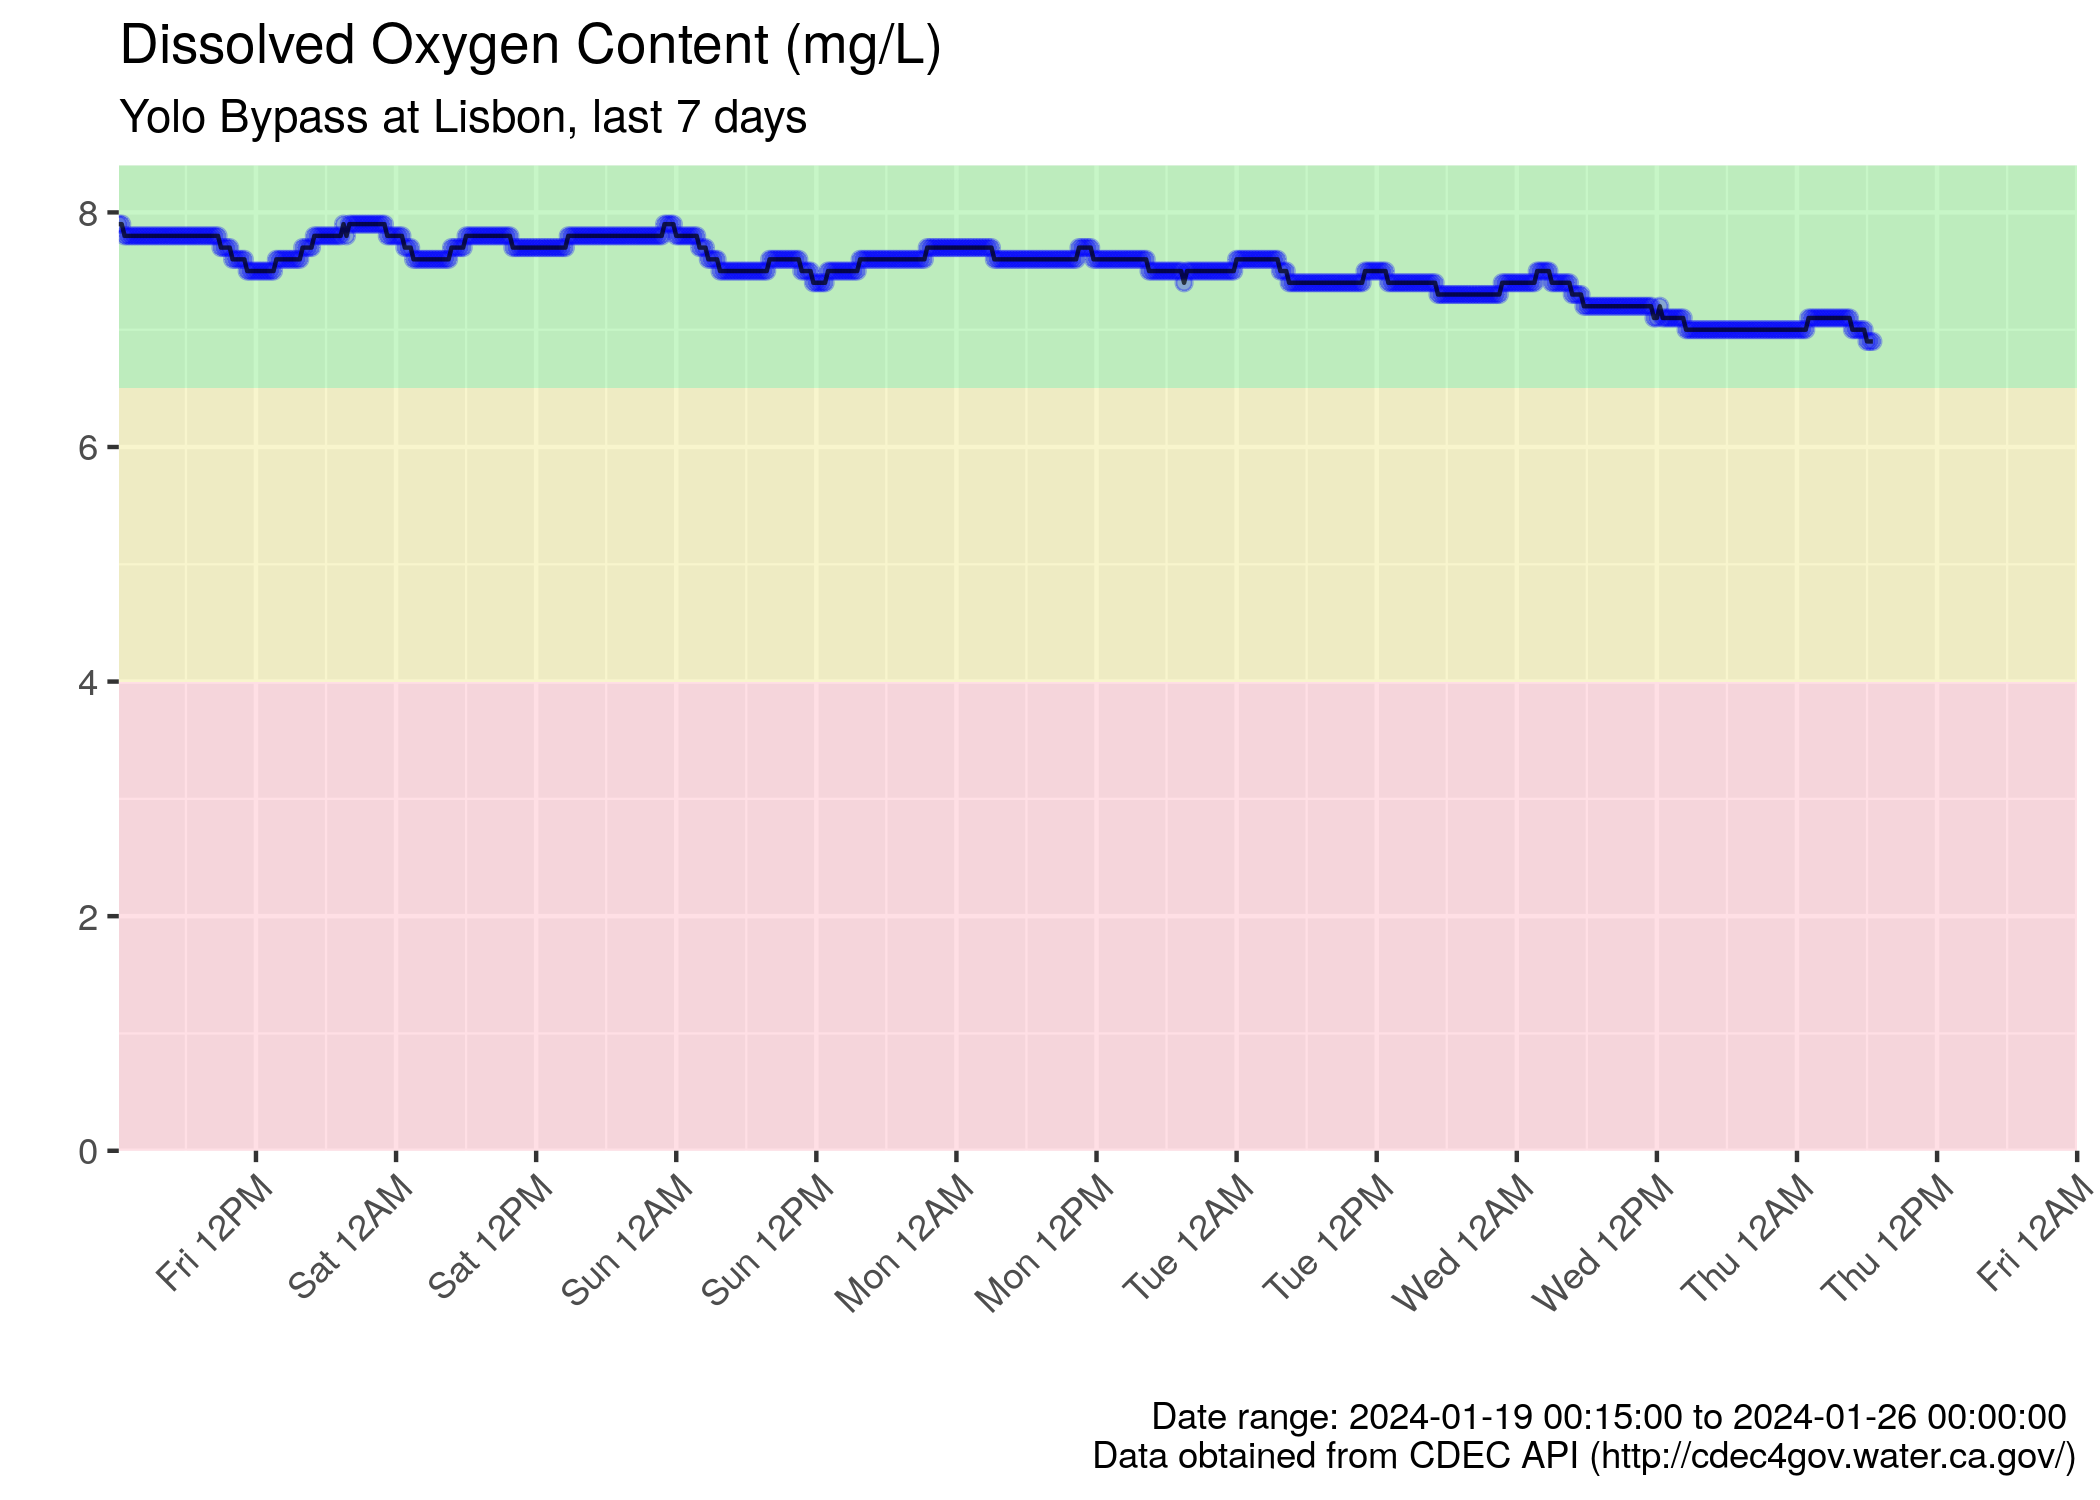 Dissolved Oxygen Content (mg/L)
Yolo Bypass at Lisbon, last 7 days
8
6
4
2
0
Fri 12PM
Sat 12AM
Sat 12PM
Sun 12AM
Sun 12PM
Mon 12AM
Mon 12PM
Tue 12AM
Tue 12PM
Wed 12AM
Wed 12PM
Thu 12AM
Thu 12PM
Fri 12AM
Date range: 2024-01-19 00:15:00 to 2024-01-26 00:00:00
Data obtained from CDEC API (http://cdec4gov.water.ca.gov/)